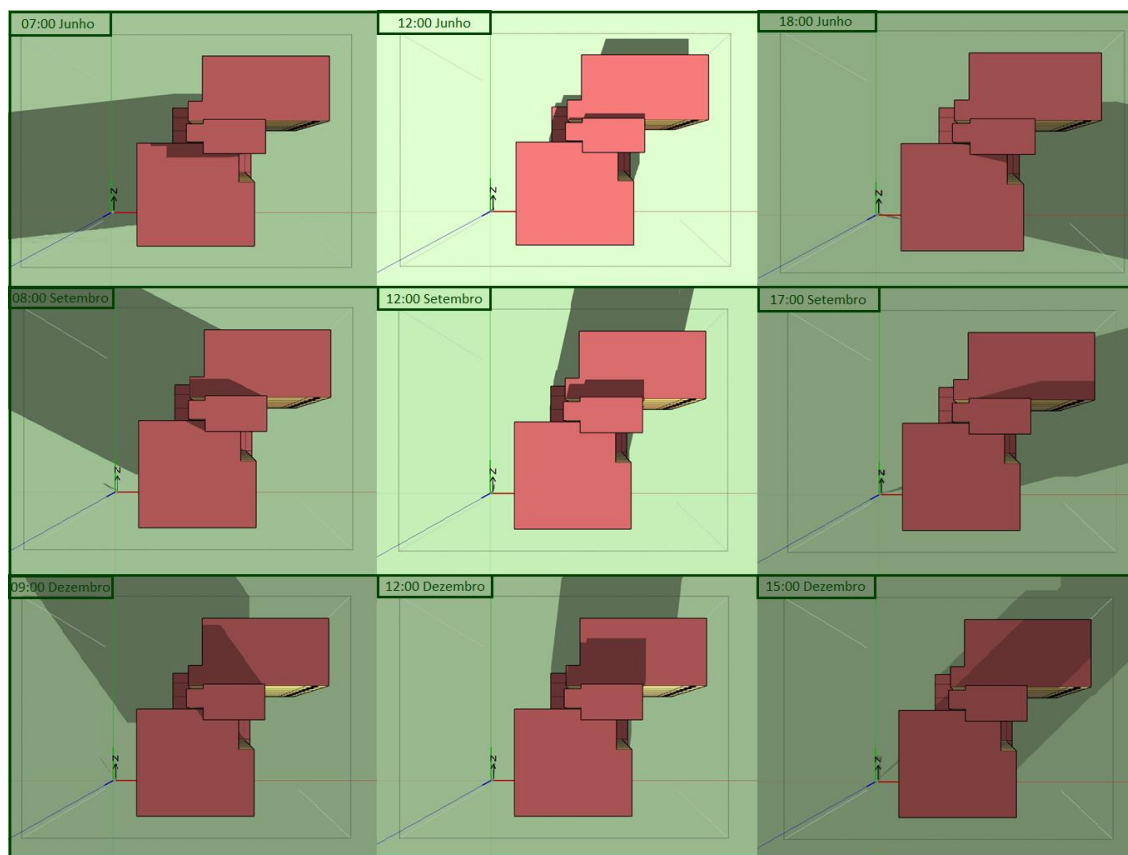 07:00 Junho
12:00 Junho
18:00 Junho
N
N
N
08:00 Setembro
12:00 Setembro
17:00 Setembro
N
N
N
09:00 Dezembro
12:00 Dezembro
15:00 Dezembro
N
N
N